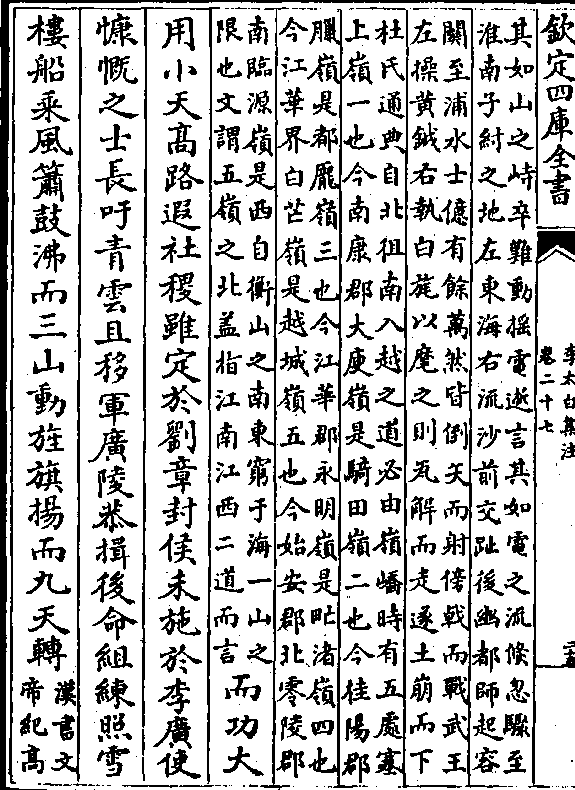 欽定四庫全書
李太白集注
卷二十七
其如山之峙卒難動揺電逝言其如電之流倐忽驟至
淮南子紂之地左東海右流沙前交趾後幽都師起容
關至浦水士億有餘萬然皆倒矢而射傍戟而戰武王
左操黄鉞右執白旄以麾之則瓦解而走遂土崩而下
杜氏通典自北徂南入越之道必由嶺嶠時有五處塞
上嶺一也今南康郡大庾嶺是騎田嶺二也今桂陽郡
臘嶺是都龎嶺三也今江華郡永明嶺是甿渚嶺四也
今江華界白芒嶺是越城嶺五也今始安郡北零陵郡
南臨源嶺是西自衡山之南東窮于海一山之
限也文謂五嶺之北葢指江南江西二道而言
而功大
用小天髙路遐社稷雖定於劉章封侯未施於李廣使
慷慨之士長吁青雲且移軍廣陵恭揖後命組練照雪
樓船乘風簫鼓沸而三山動旌旗揚而九天轉
漢書文
帝紀髙